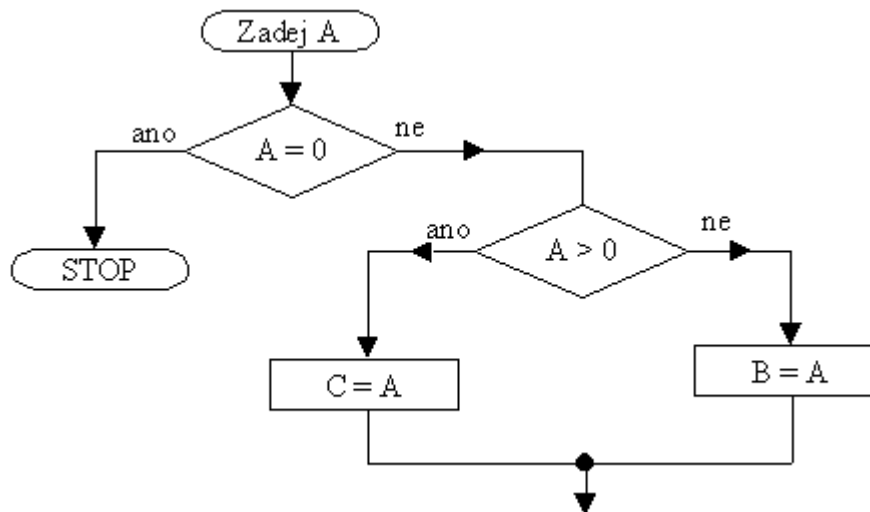 Zadej A
ano
A = 0
ne
STOP
ano
A > 0
ne
C = A
B = A